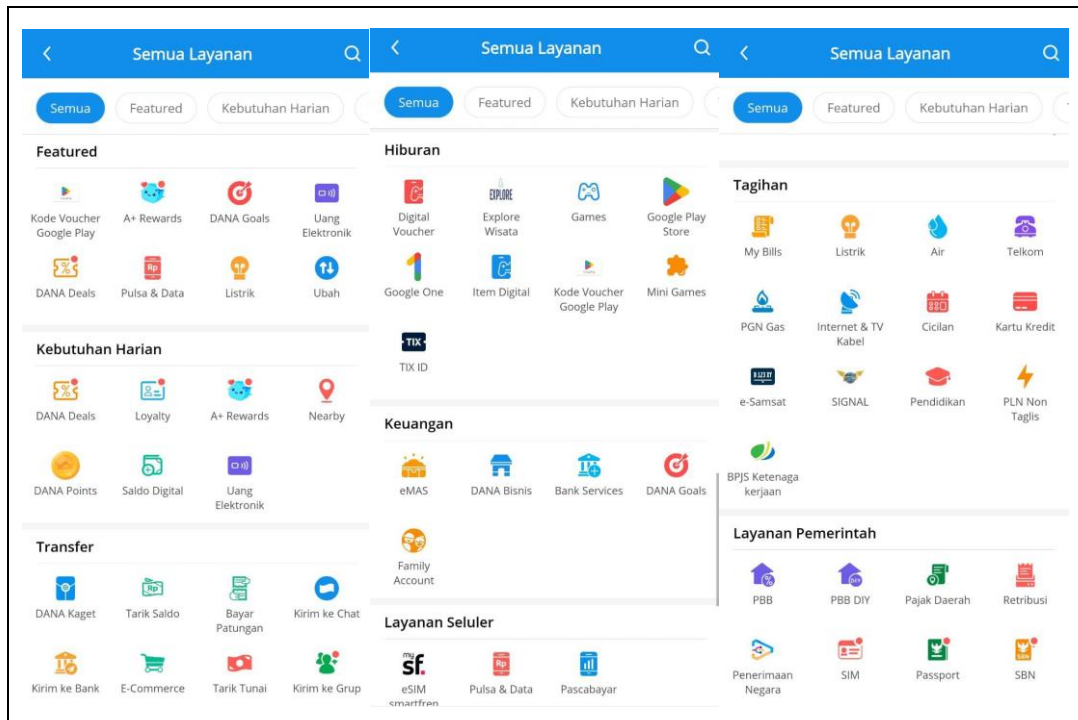 Semua Layanan
Semua Featured Kebutuhan Harian
Featured
Kode Voucher Google Play
A+ Rewards
DANA Goals
Uang Elektronik
DANA Deals
Pulsa & Data
Listrik
Ubah
Kebutuhan Harian
DANA Deals
Loyalty
A+ Rewards
Nearby
DANA Points
Saldo Digital
Uang Elektronik
Transfer
DANA Kaget
Rp
Tarik Saldo
Bayar Patungan
Kirim ke Chat
Kirim ke Bank
E-Commerce
Tarik Tunai
Kirim ke Grup
Semua Layanan
Semua Featured Kebutuhan Harian
Hiburan
Digital Voucher
EXPLORE
Explore Wisata
Games
Google Play Store
Google One
Item Digital
Kode Voucher Google Play
Mini Games
TIX
TIX ID
Keuangan
eMAS
DANA Bisnis
Bank Services
DANA Goals
Family Account
Layanan Seluler
my sf.
eSIM smartfren
Rp
Pulsa & Data
Pascabayar
Semua Layanan
Semua Featured Kebutuhan Harian
Tagihan
My Bills
Listrik
Air
Telkom
PGN Gas
Internet & TV Kabel
Cicilan
Kartu Kredit
e-Samsat
SIGNAL
Pendidikan
PLN Non Taglis
BPJS Ketenaga kerjaan
Layanan Pemerintah
PBB
DIY
PBB DIY
Pajak Daerah
Retribusi
Penerimaan Negara
SIM
Passport
SBN